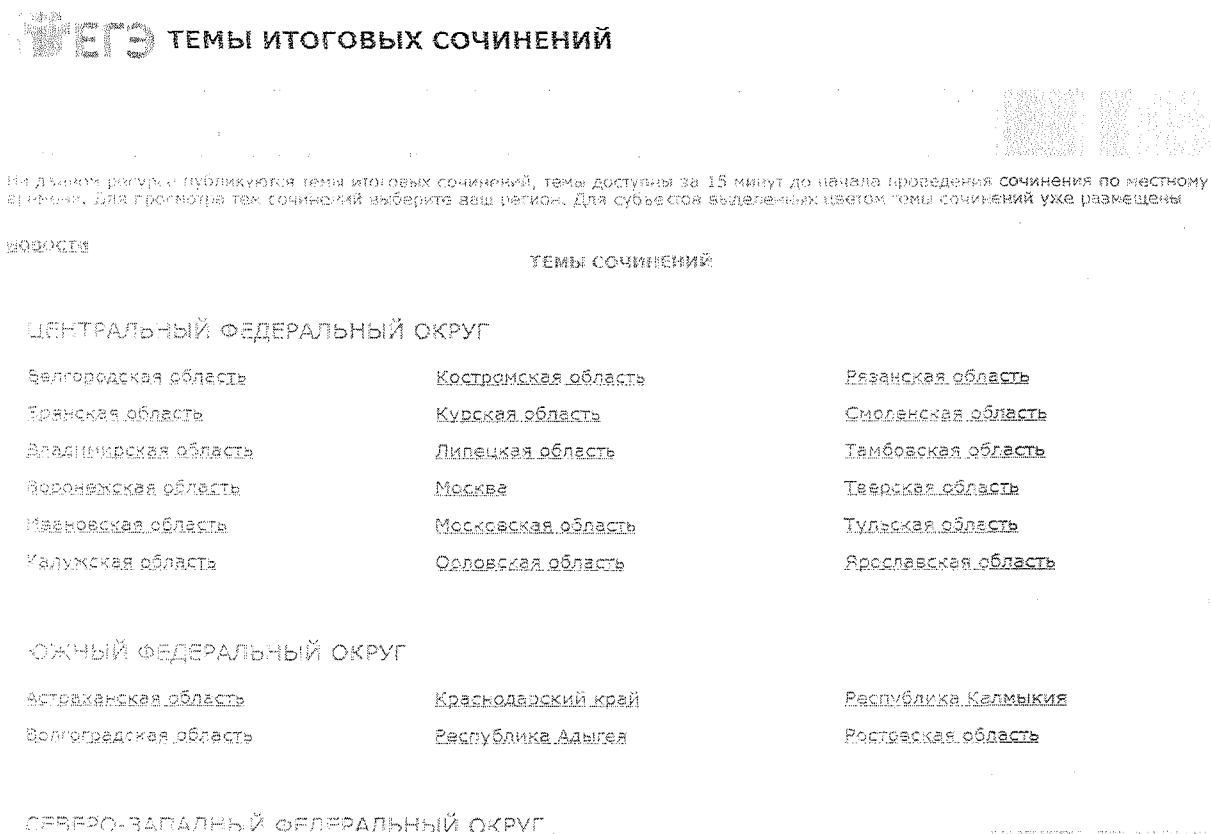 ЕГЭ ТЕМЫ ИТОГОВЫХ СОЧИНЕНИЙ
На данном ресурсе публикуются темы итоговых сочинений, темы доступны за 15 минут до начала проведения сочинения по местному
времени. Для просмотра тем сочинений выберите ваш регион. Для субъектов выделенных цветом темы сочинений уже размещены
новости
ТЕМЫ СОЧИНЕНИЙ
ЦЕНТРАЛЬНЫЙ ФЕДЕРАЛЬНЫЙ ОКРУГ
Белгородская область Костромская область Рязанская область
Брянская область Курская область Смоленская область
Владимирская область Липецкая область Тамбовская область
Воронежская область Москва Тверская область
Ивановская область Московская область Тульская область
Калужская область Орловская область Ярославская область
ЮЖНЫЙ ФЕДЕРАЛЬНЫЙ ОКРУГ
Астраханская область Краснодарский край Республика Калмыкия
Волгоградская область Республика Адыгея Ростовская область
СЕВЕРО-ЗАПАДНЫЙ ФЕДЕРАЛЬНЫЙ ОКРУГ